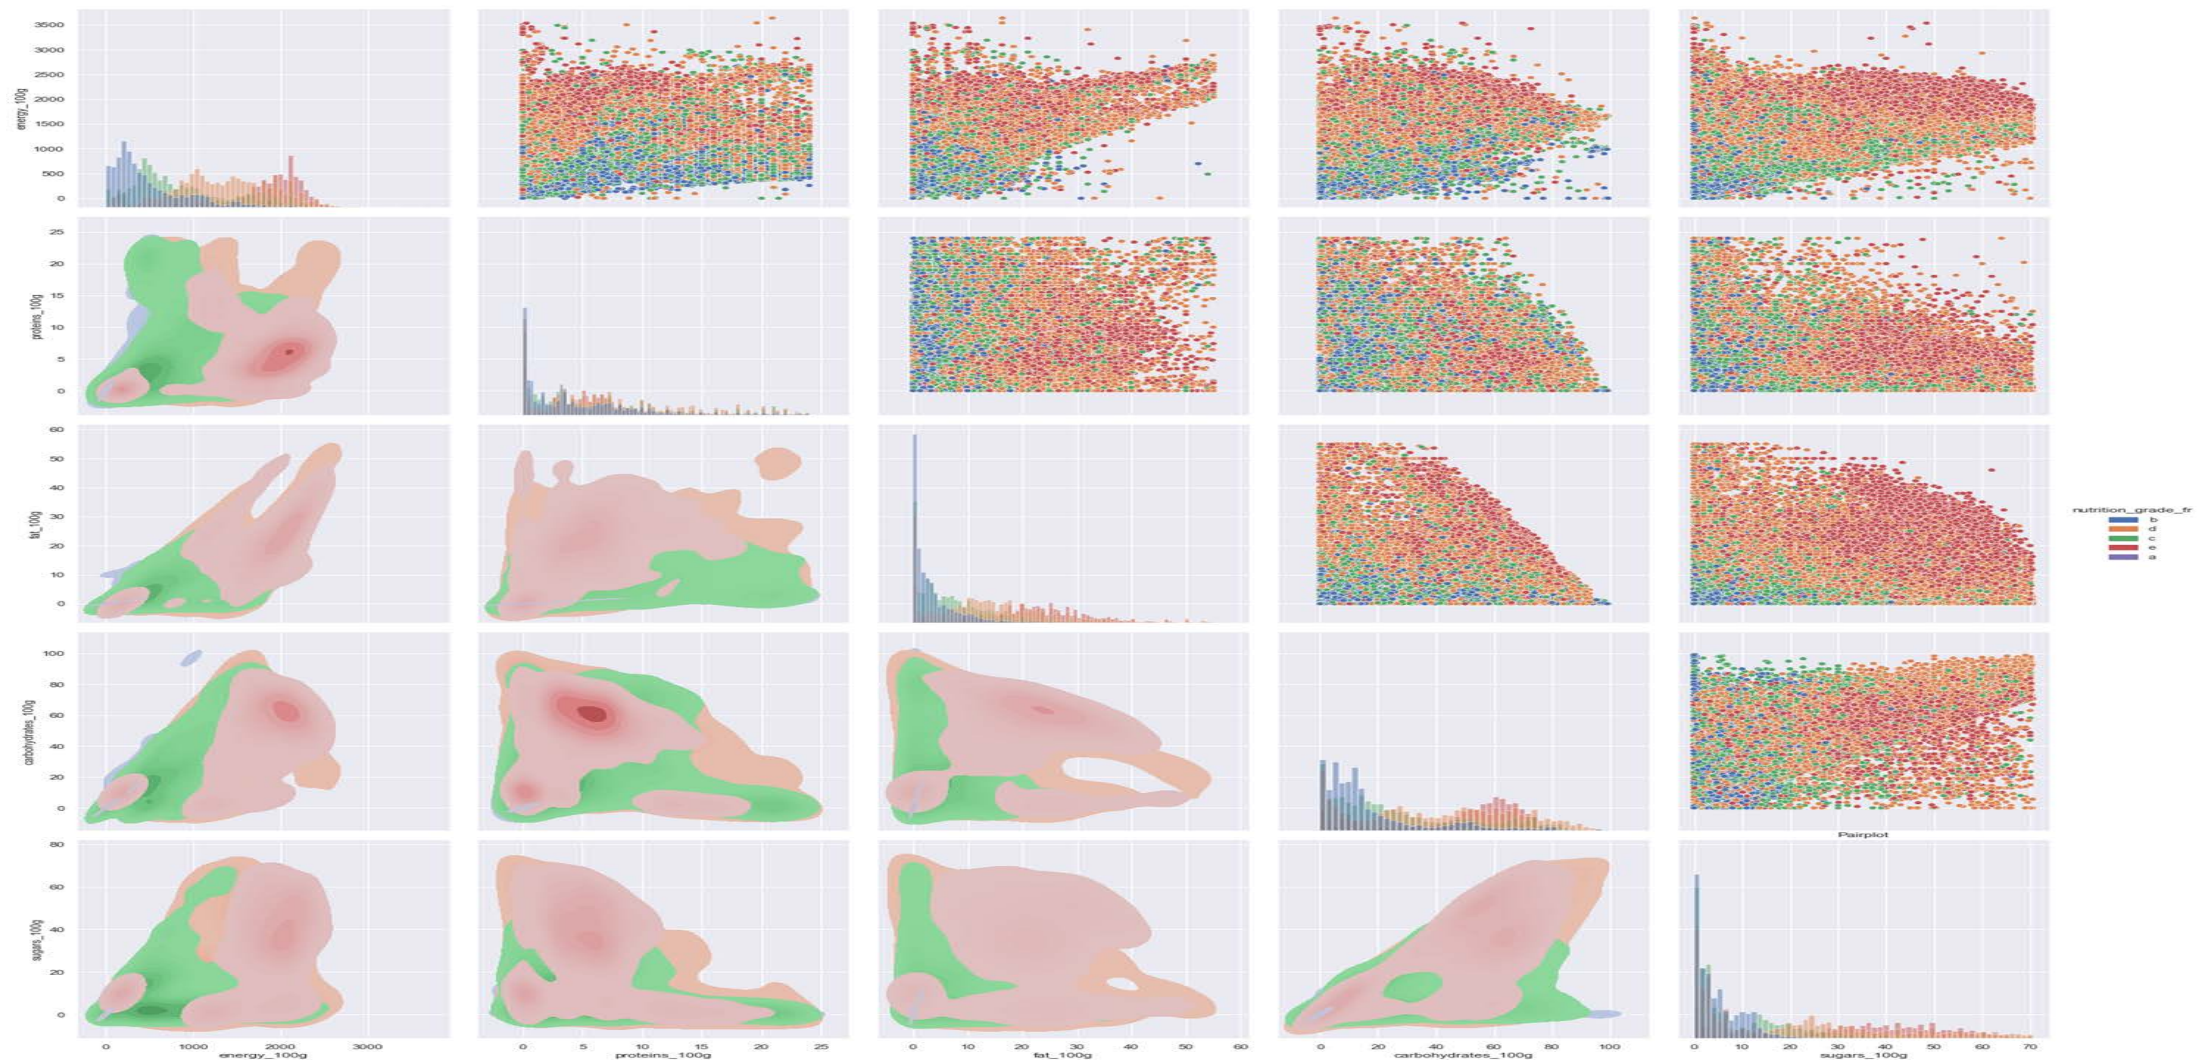 3500
3000
2500
2000
1500
1000
500
0
energy_100g
25
20
15
10
5
0
proteins_100g
60
50
40
30
20
10
0
fat_100g
nutrition_grade_fr
b
d
c
e
a
100
80
60
40
20
0
carbohydrates_100g
Pairplot
80
60
40
20
0
sugars_100g
0 1000 2000 3000
energy_100g
0 5 10 15 20 25
proteins_100g
0 10 20 30 40 50 60
fat_100g
0 20 40 60 80 100
carbohydrates_100g
0 10 20 30 40 50 60 70
sugars_100g